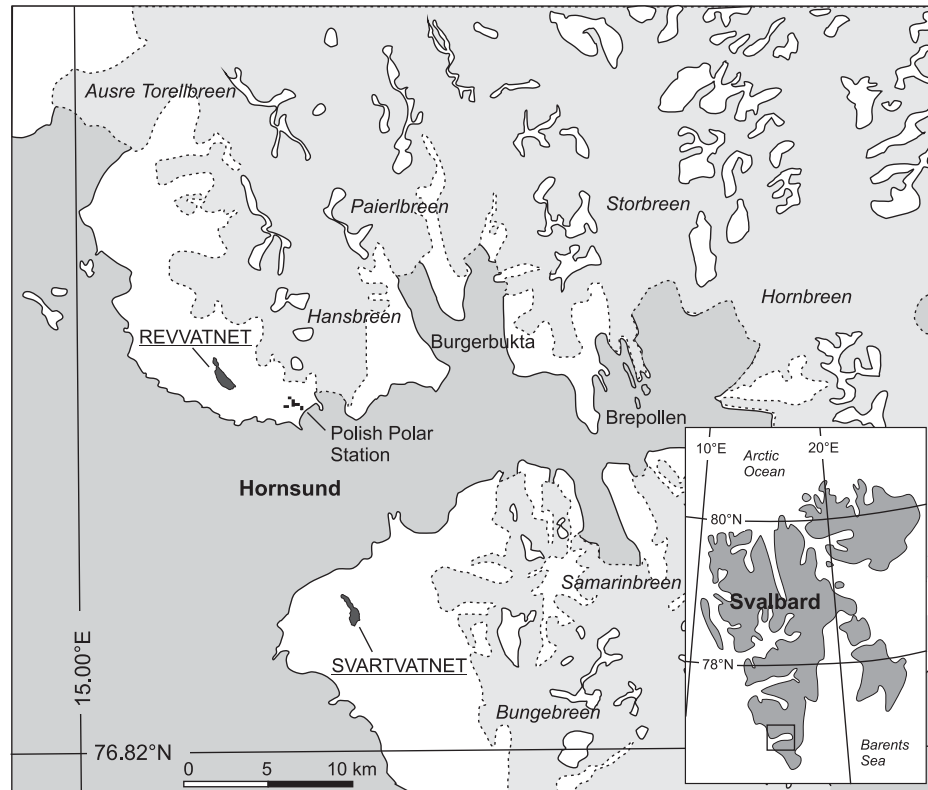 Ausre Torellbreen
Paierlbreen
Storbreen
Hornbreen
Hansbreen
REVVATNET
Burgerbukta
Brepollen
Polish Polar
Station
Hornsund
Samarinbreen
SVARTVATNET
Bungebreen
15.00°E
76.82°N
0 5 10 km
10°E
20°E
Arctic
Ocean
80°N
Svalbard
78°N
Barents
Sea